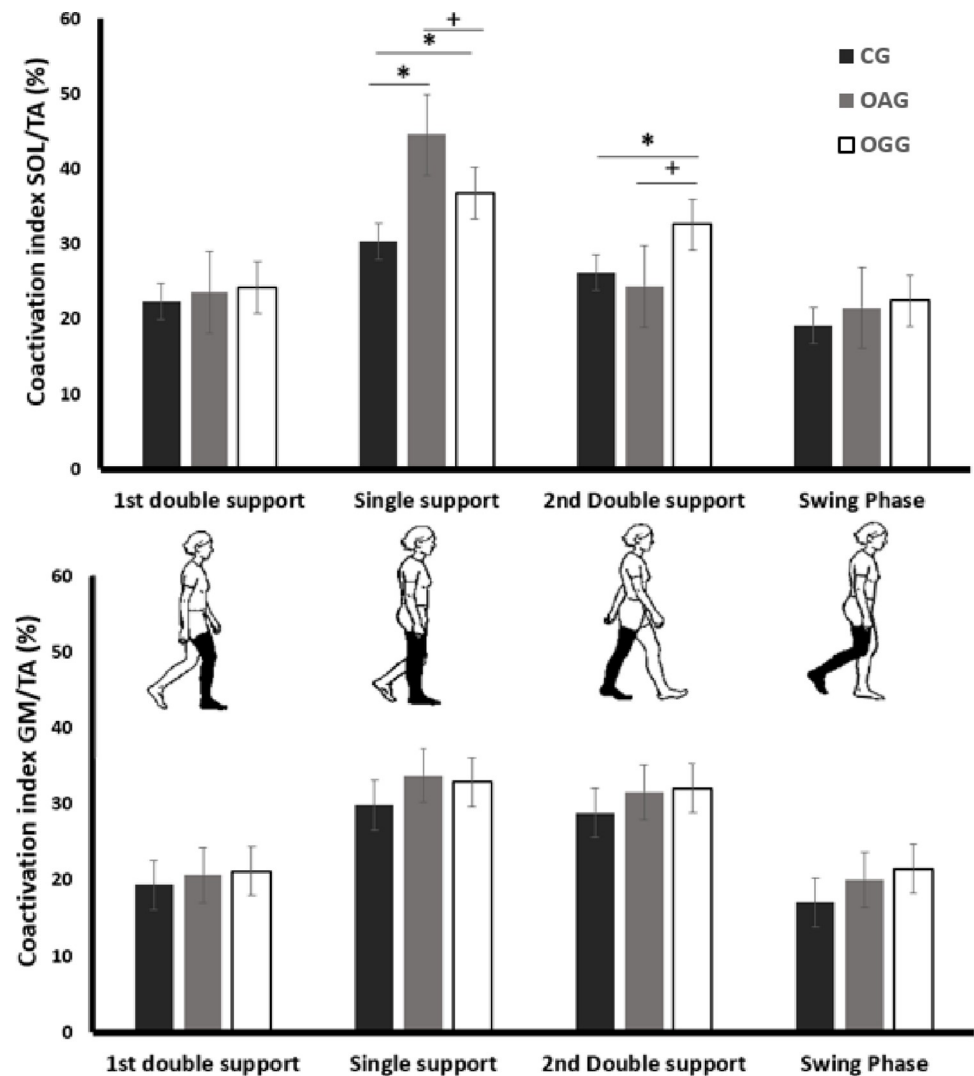 Coactivation index SOL/TA (%)
60
50
40
30
20
10
0
+
*
*
*
+
CG
OAG
OGG
1st double support
Single support
2nd Double support
Swing Phase
Coactivation index GM/TA (%)
60
50
40
30
20
10
0
1st double support
Single support
2nd Double support
Swing Phase